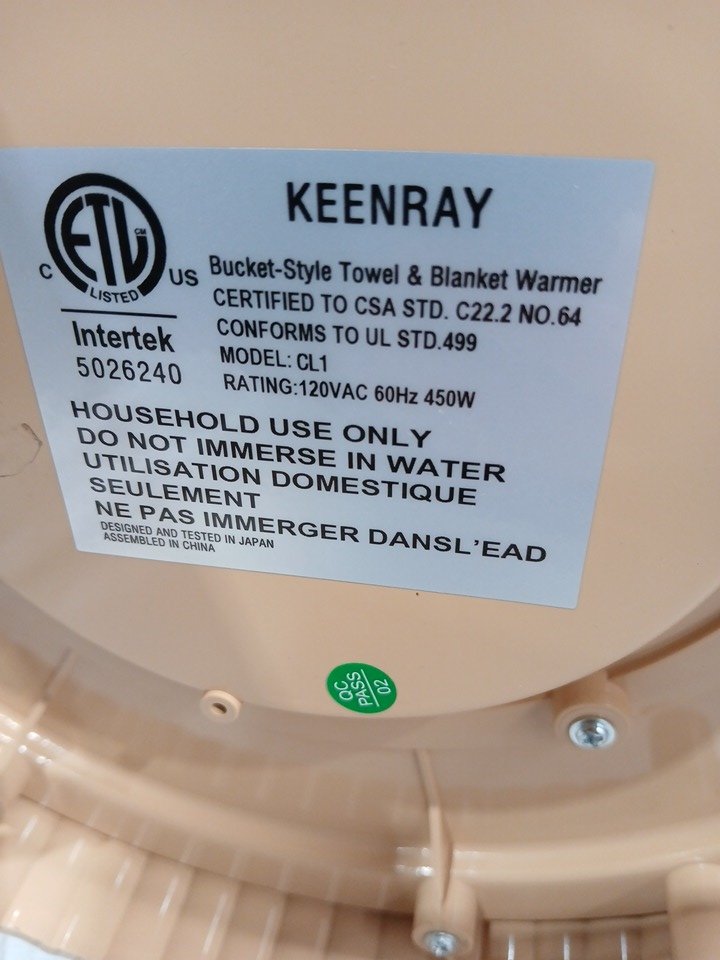 KEENRAY
ETL CM
LISTED
C
US
Intertek
5026240
Bucket-Style Towel & Blanket Warmer
CERTIFIED TO CSA STD. C22.2 NO.64
CONFORMS TO UL STD.499
MODEL: CL1
RATING:120VAC 60Hz 450W
HOUSEHOLD USE ONLY
DO NOT IMMERSE IN WATER
UTILISATION DOMESTIQUE
SEULEMENT
NE PAS IMMERGER DANSL'EAD
DESIGNED AND TESTED IN JAPAN
ASSEMBLED IN CHINA
QC
PASS
02